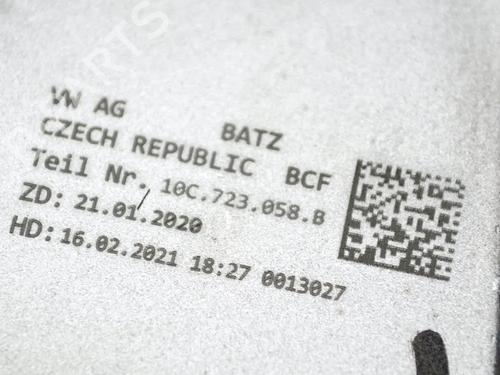 VW AG BATZ
CZECH REPUBLIC BCF
Teil Nr. 10C.723.058.B
ZD: 21.01.2020
HD: 16.02.2021 18:27 0013027